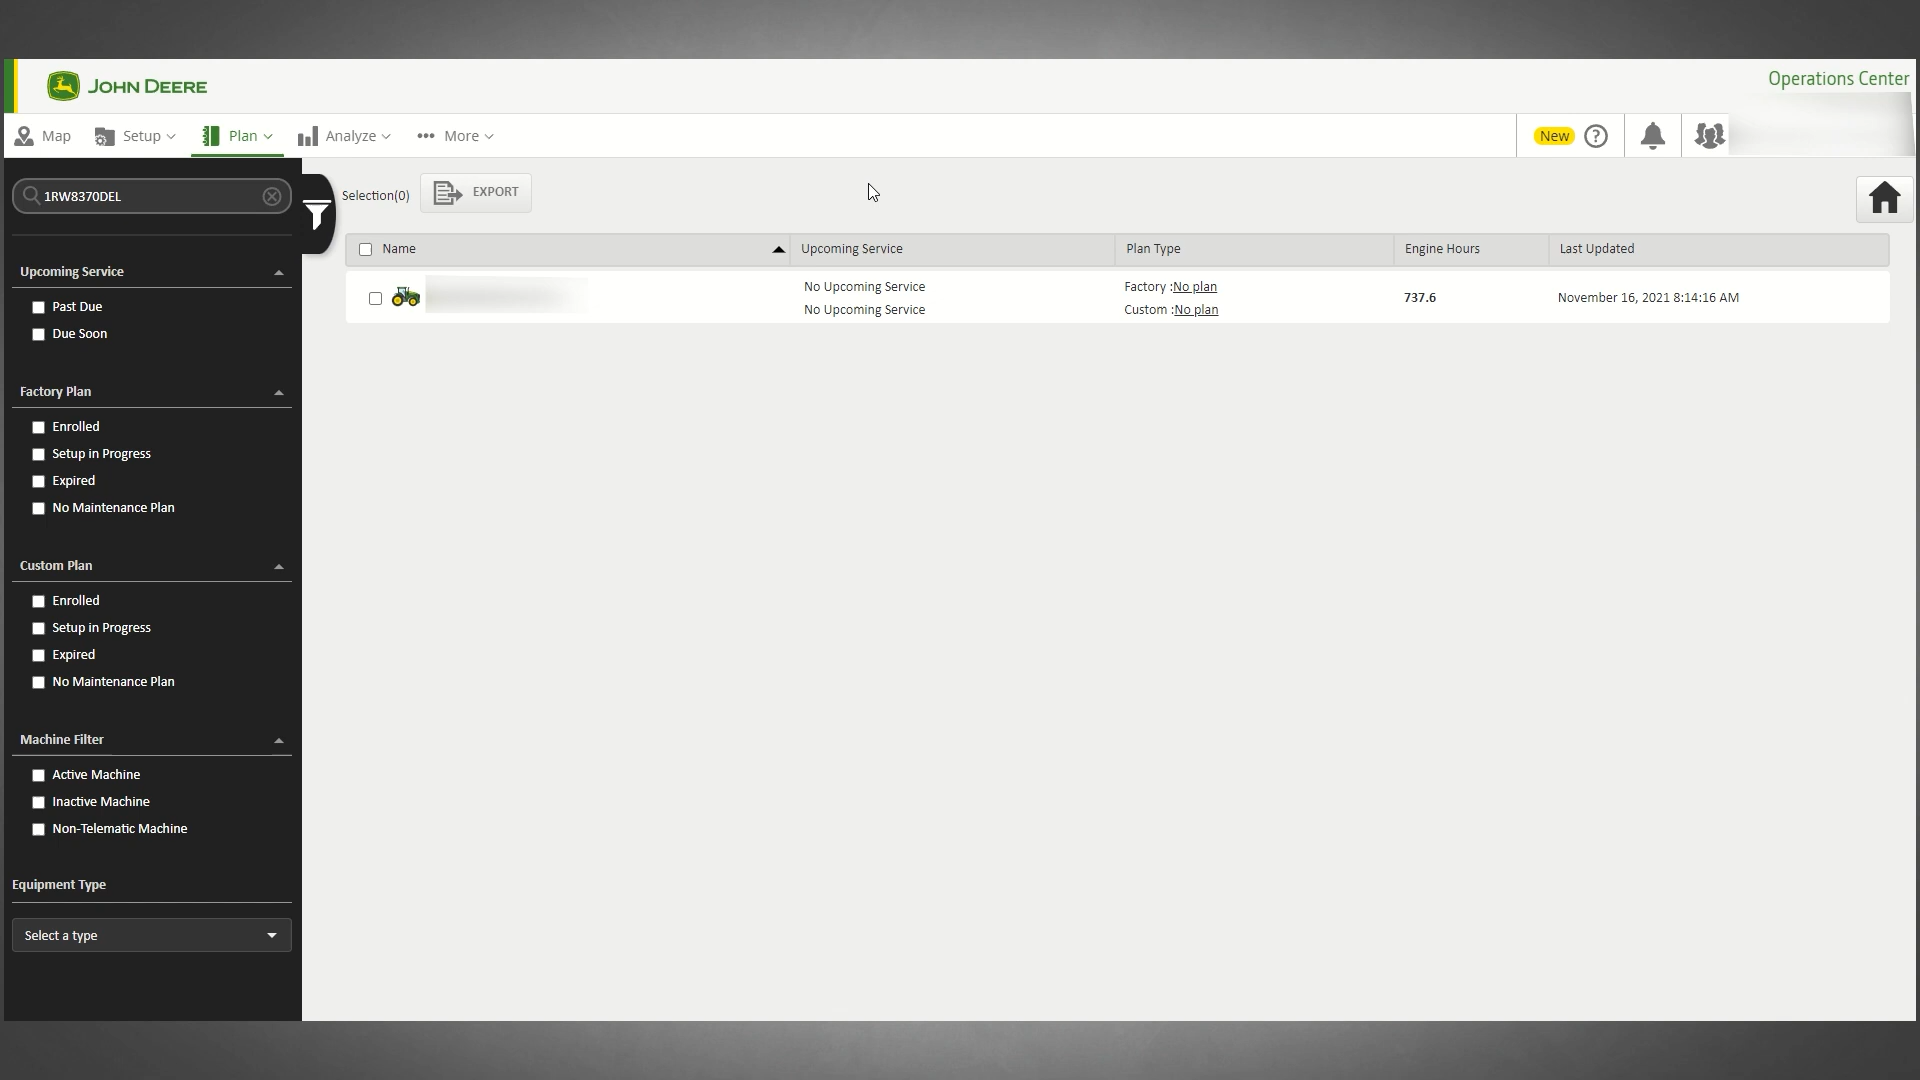 JOHN DEERE
Operations Center
Map Setup Plan Analyze More New
1RW8370DEL
Selection(0) EXPORT
Name Upcoming Service Plan Type Engine Hours Last Updated
No Upcoming Service Factory :No plan
No Upcoming Service Custom :No plan
737.6 November 16, 2021 8:14:16 AM
Upcoming Service
Past Due
Due Soon
Factory Plan
Enrolled
Setup in Progress
Expired
No Maintenance Plan
Custom Plan
Enrolled
Setup in Progress
Expired
No Maintenance Plan
Machine Filter
Active Machine
Inactive Machine
Non-Telematic Machine
Equipment Type
Select a type